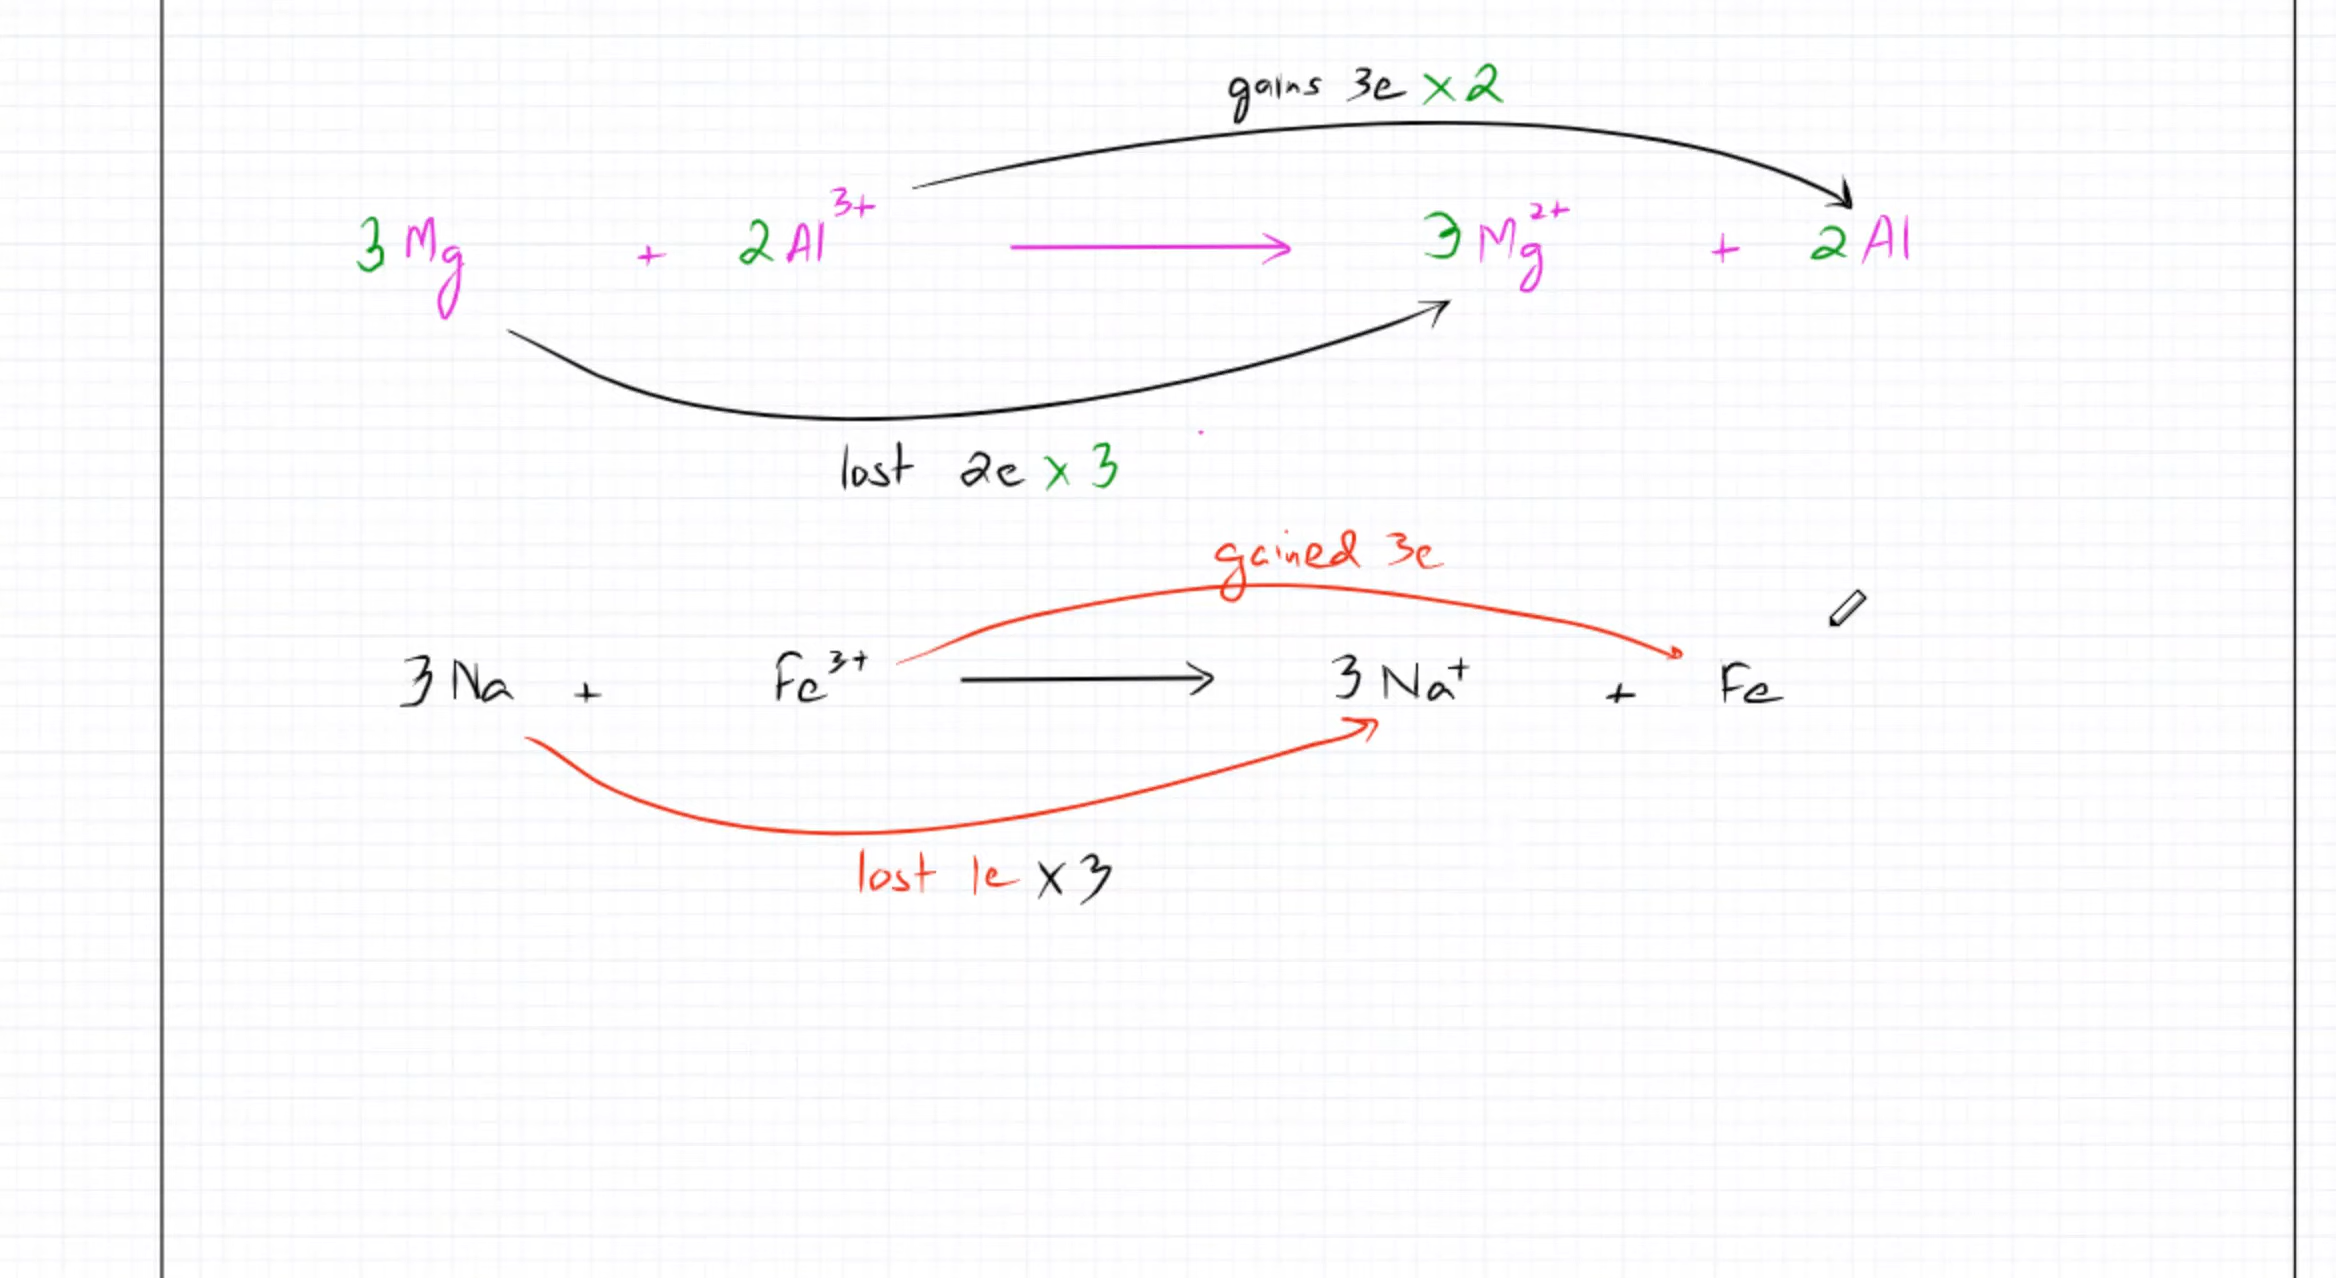 gains 3e x2
3 Mg + 2 Al³⁺ → 3 Mg²⁺ + 2 Al
lost 2e x 3
gained 3e
3 Na + Fe³⁺ → 3 Na⁺ + Fe
lost 1e x 3